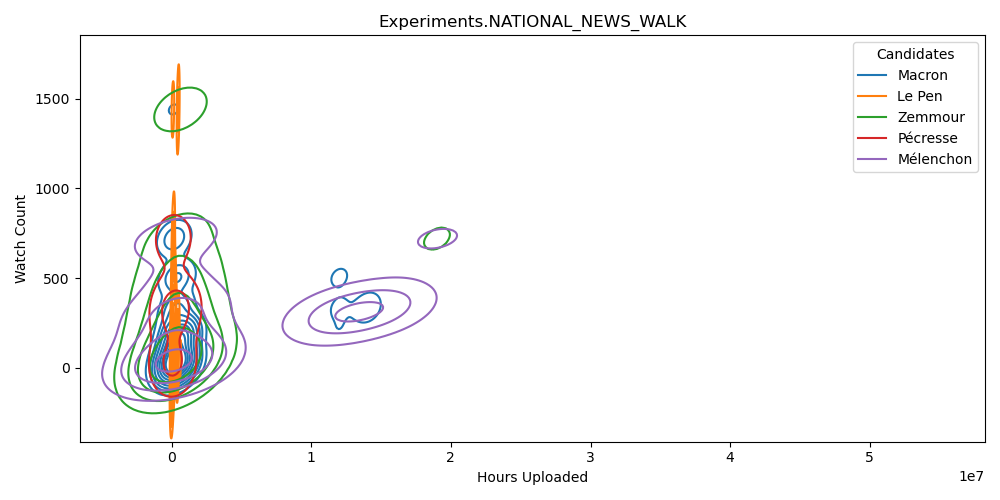 Experiments.NATIONAL_NEWS_WALK
Candidates
Macron
Le Pen
Zemmour
Pécresse
Mélenchon
Watch Count
1500
1000
500
0
0
1
2
3
4
5
1e7
Hours Uploaded